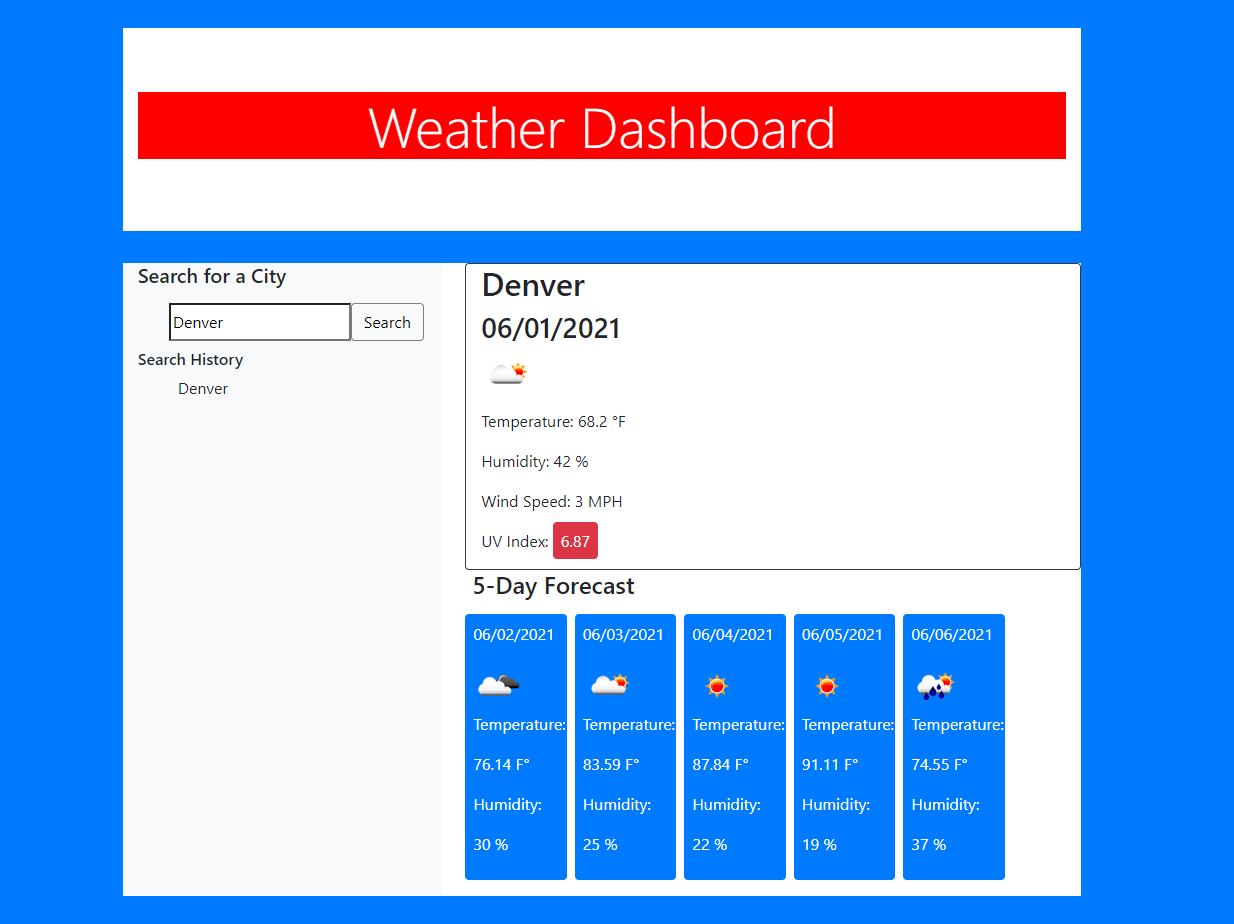 Weather Dashboard
Search for a City
Denver
Search
Search History
Denver
Denver
06/01/2021
Temperature: 68.2 °F
Humidity: 42 %
Wind Speed: 3 MPH
UV Index: 6.87
5-Day Forecast
06/02/2021
Temperature:
76.14 F°
Humidity:
30 %
06/03/2021
Temperature:
83.59 F°
Humidity:
25 %
06/04/2021
Temperature:
87.84 F°
Humidity:
22 %
06/05/2021
Temperature:
91.11 F°
Humidity:
19 %
06/06/2021
Temperature:
74.55 F°
Humidity:
37 %